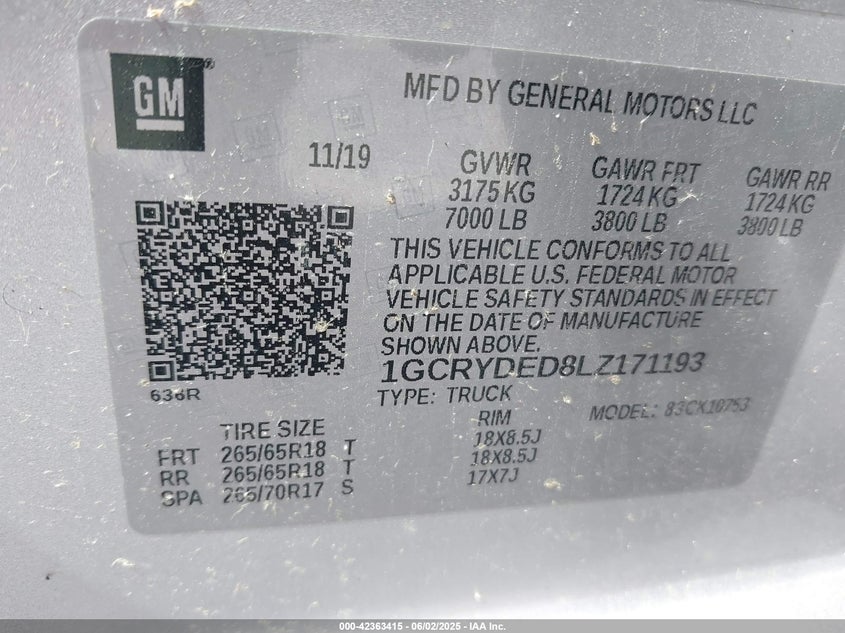 GM
MFD BY GENERAL MOTORS LLC
11/19
GVWR GAWR FRT GAWR RR
3175 KG 1724 KG 1724 KG
7000 LB 3800 LB 3800 LB
THIS VEHICLE CONFORMS TO ALL
APPLICABLE U.S. FEDERAL MOTOR
VEHICLE SAFETY STANDARDS IN EFFECT
ON THE DATE OF MANUFACTURE
SHOWN ABOVE.
1GCRYDED8LZ171193
636R
TYPE: TRUCK
MODEL: 83CK10753
TIRE SIZE RIM
FRT 265/65R18 T 18X8.5J
RR 265/65R18 T 18X8.5J
SPA 265/70R17 S 17X7J
000-42363415 - 06/02/2025 - IAA Inc.